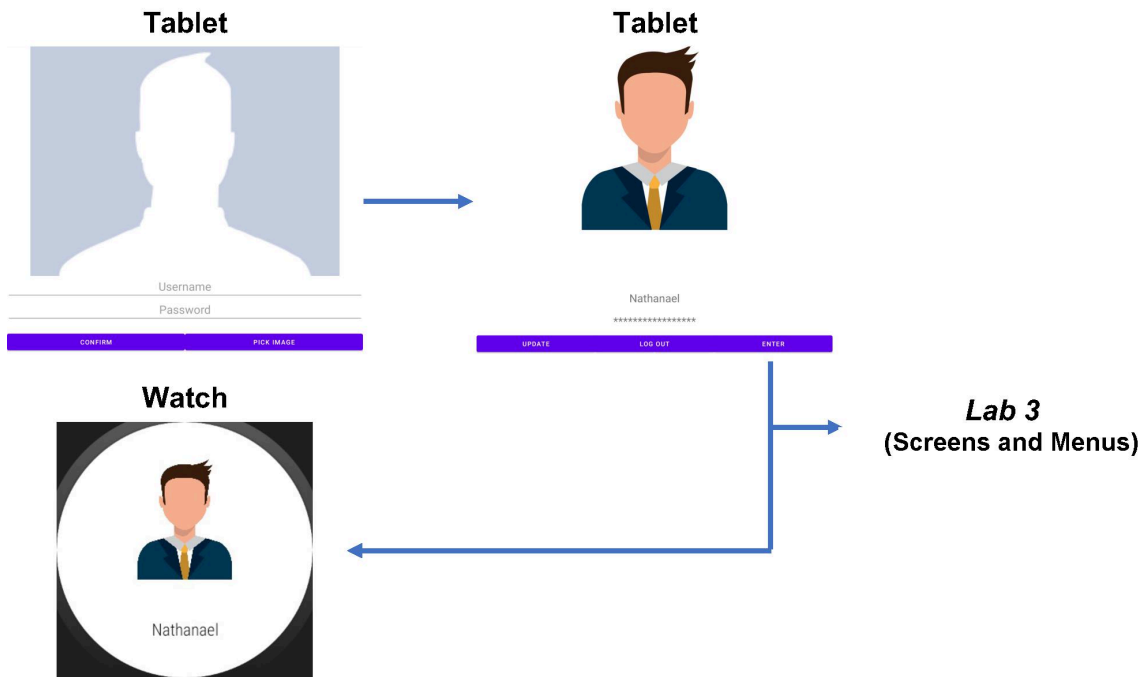 Tablet
Username
Password
CONFIRM PICK IMAGE
Tablet
Nathanael
*****************
UPDATE LOG OUT ENTER
Watch
Nathanael
Lab 3
(Screens and Menus)